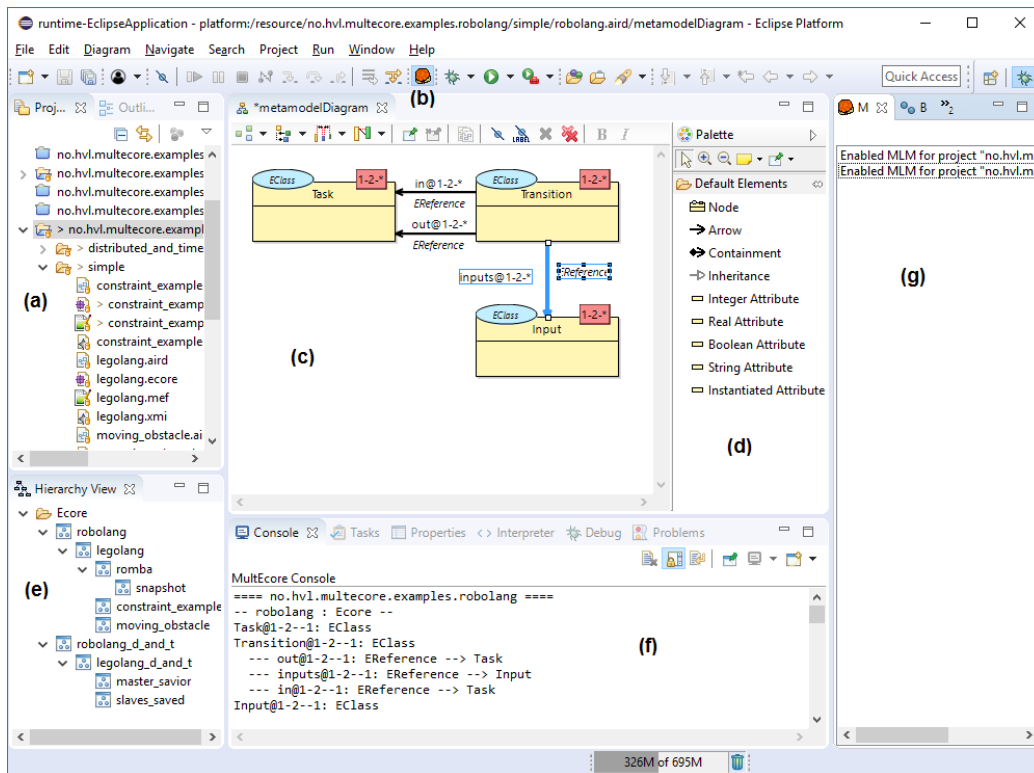 runtime-EclipseApplication - platform:/resource/no.hvl.multecore.examples.robolang/simple/robolang.aird/metamodelDiagram - Eclipse Platform
File Edit Diagram Navigate Search Project Run Window Help
Quick Access
(b)
Proj... Outli...
no.hvl.multecore.examples
no.hvl.multecore.examples
no.hvl.multecore.examples
no.hvl.multecore.examples
> no.hvl.multecore.exampl
> distributed_and_time
> simple
constraint_example
> constraint_examp
> constraint_examp
constraint_example
legolang.aird
legolang.ecore
legolang.mef
legolang.xmi
moving_obstacle.ai
(a)
*metamodelDiagram
LABEL B I
EClass 1-2-*
Task
in@1-2-*
EReference
out@1-2-*
EReference
EClass 1-2-*
Transition
inputs@1-2-*
EReference
EClass 1-2-*
Input
(c)
Palette
Default Elements
Node
Arrow
Containment
Inheritance
Integer Attribute
Real Attribute
Boolean Attribute
String Attribute
Instantiated Attribute
(d)
M B »2
Enabled MLM for project "no.hvl.m
Enabled MLM for project "no.hvl.m
(g)
Hierarchy View
Ecore
robolang
legolang
romba
snapshot
constraint_example
moving_obstacle
robolang_d_and_t
legolang_d_and_t
master_savior
slaves_saved
(e)
Console Tasks Properties Interpreter Debug Problems
MultEcore Console
==== no.hvl.multecore.examples.robolang ====
-- robolang : Ecore --
Task@1-2--1: EClass
Transition@1-2--1: EClass
--- out@1-2--1: EReference --> Task
--- inputs@1-2--1: EReference --> Input
--- in@1-2--1: EReference --> Task
Input@1-2--1: EClass
(f)
326M of 695M